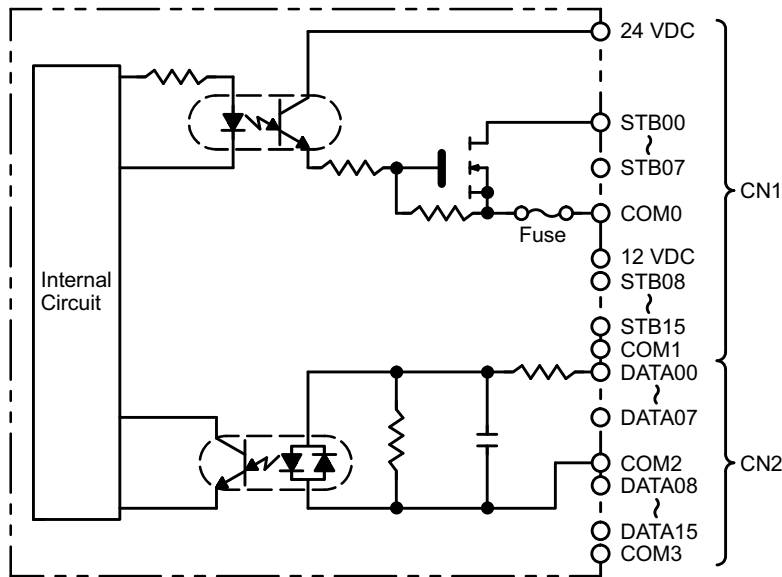 24 VDC
STB00
~
STB07
COM0
Fuse
12 VDC
STB08
~
STB15
COM1
CN1
Internal
Circuit
DATA00
~
DATA07
COM2
DATA08
~
DATA15
COM3
CN2